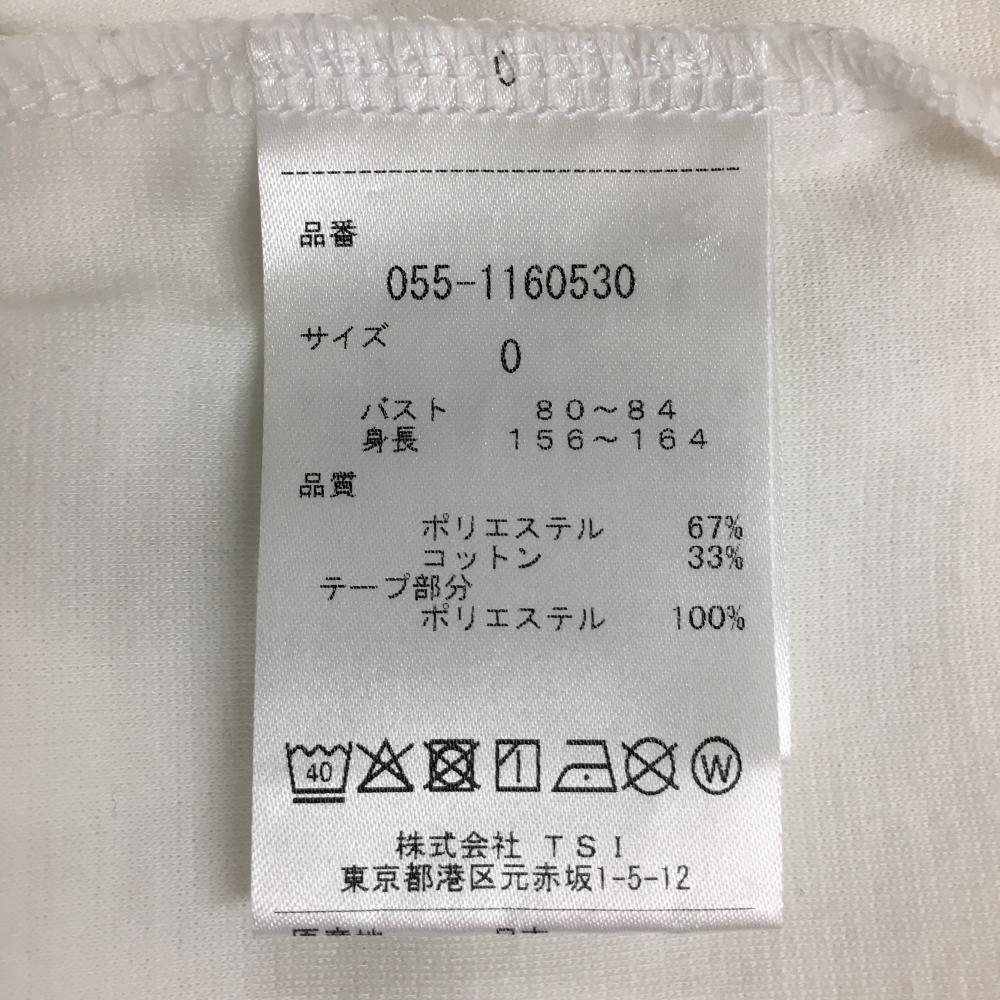 品番
055-1160530
サイズ
0
バスト 80～84
身長 156～164
品質
ポリエステル 67%
コットン 33%
テープ部分
ポリエステル 100%
40 W
株式会社 TSI
東京都港区元赤坂1-5-12